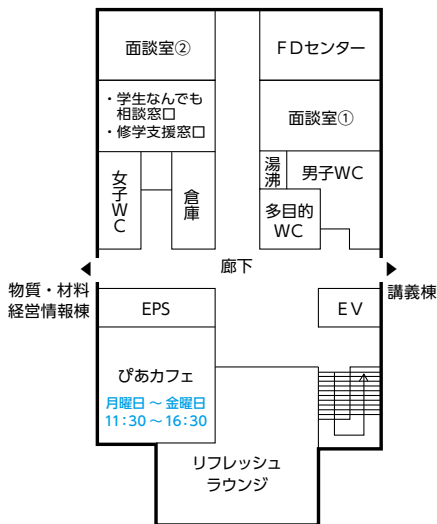 面談室②
FDセンター
・学生なんでも
相談窓口
・修学支援窓口
面談室①
女子WC
倉庫
湯沸
男子WC
多目的
WC
廊下
物質・材料
経営情報棟
講義棟
EPS
EV
ぴあカフェ
月曜日〜金曜日
11:30〜16:30
リフレッシュ
ラウンジ